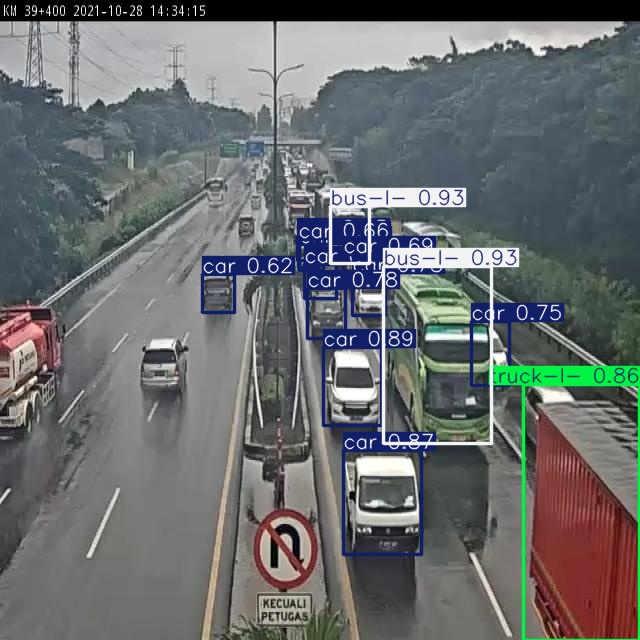 KM 39+400 2021-10-28 14:34:15
bus-I- 0.93
car 0.66
car 0.69
bus-I- 0.93
car 0.62
car 0.78
car 0.75
car 0.89
truck-I- 0.86
car 0.87
KECUALI
PETUGAS